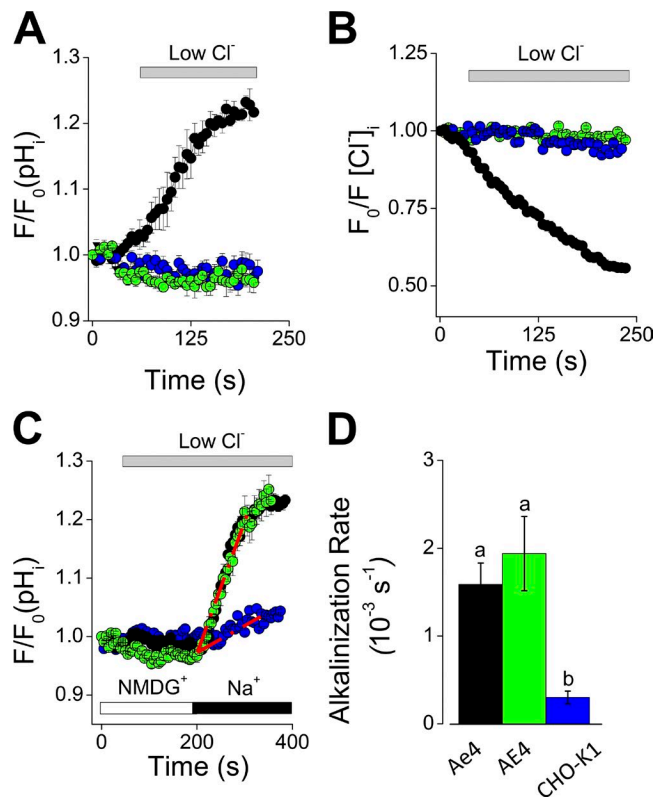 A
Low Cl⁻
F/F₀(pHᵢ)
1.3
1.2
1.1
1.0
0.9
0
125
250
Time (s)
B
Low Cl⁻
F₀/F [Cl⁻]ᵢ
1.25
1.00
0.75
0.50
0
125
250
Time (s)
C
Low Cl⁻
F/F₀(pHᵢ)
1.3
1.2
1.1
1.0
0.9
NMDG⁺
Na⁺
0
200
400
Time (s)
D
Alkalinization Rate
(10⁻³ s⁻¹)
3
2
1
0
a
a
b
Ae4
AE4
CHO-K1